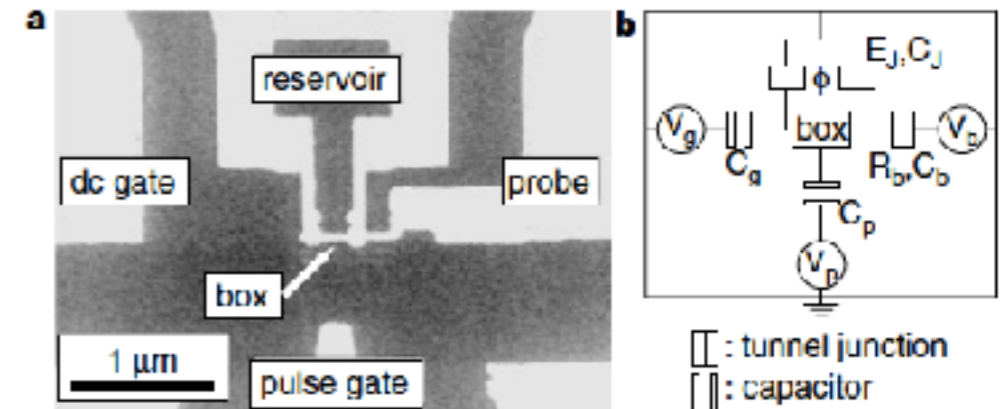 a
reservoir
dc gate
probe
box
1 μm
pulse gate
b
E_J,C_J
ϕ
V_g
box
V_b
C_g
R_b,C_b
C_p
V_p
: tunnel junction
: capacitor